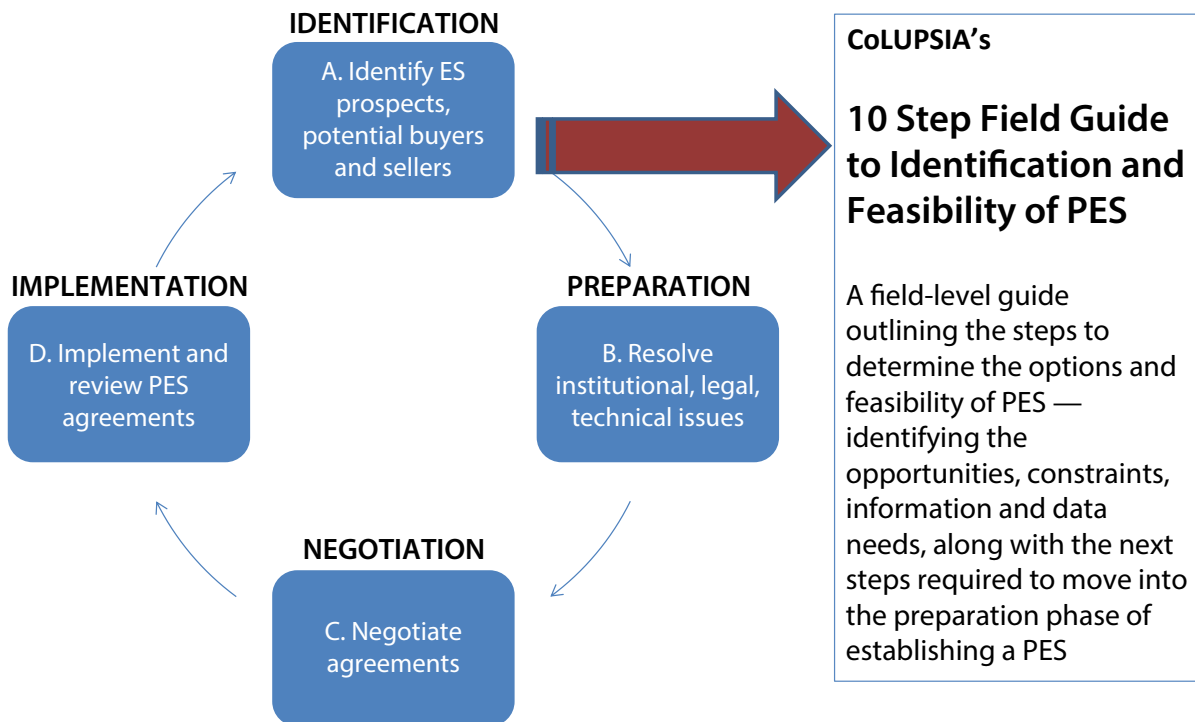 IDENTIFICATION
A. Identify ES
prospects,
potential buyers
and sellers
PREPARATION
B. Resolve
institutional, legal,
technical issues
NEGOTIATION
C. Negotiate
agreements
IMPLEMENTATION
D. Implement and
review PES
agreements
CoLUPSIA’s
10 Step Field Guide
to Identification and
Feasibility of PES
A field-level guide
outlining the steps to
determine the options and
feasibility of PES —
identifying the
opportunities, constraints,
information and data
needs, along with the next
steps required to move into
the preparation phase of
establishing a PES